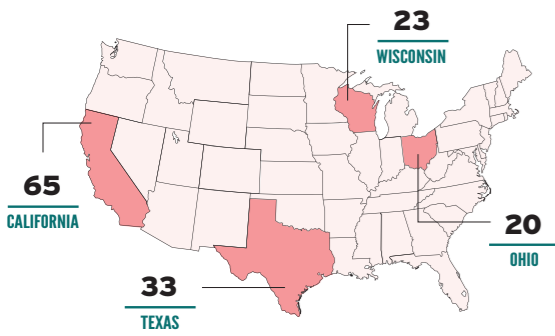 23
WISCONSIN
65
CALIFORNIA
20
OHIO
33
TEXAS